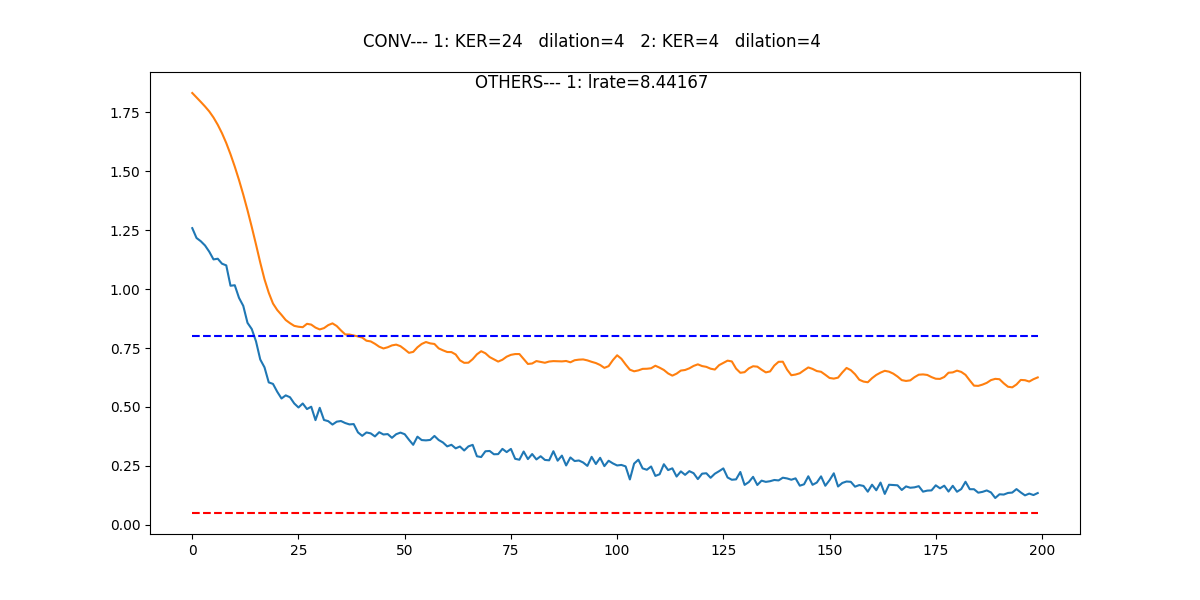 CONV--- 1: KER=24   dilation=4   2: KER=4   dilation=4
OTHERS--- 1: lrate=8.44167
1.75
1.50
1.25
1.00
0.75
0.50
0.25
0.00
0 25 50 75 100 125 150 175 200